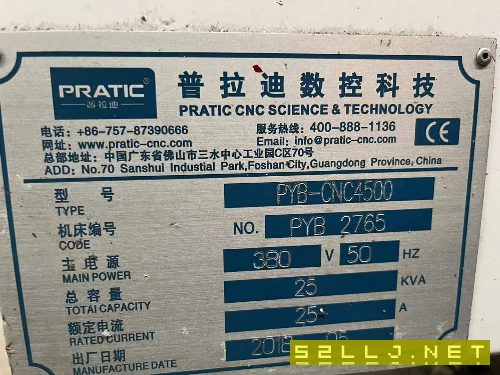 PRATIC®
普拉迪
普拉迪数控科技
PRATIC CNC SCIENCE & TECHNOLOGY
电话：+86-757-87390666 服务热线：400-888-1136
网址：www.pratic-cnc.com Email：info@pratic-cnc.com
总部地址：中国广东省佛山市三水中心工业园C区70号
ADD: No.70 Sanshui Industial Park,Foshan City,Guangdong Province,China
CE
型号 PYB-CNC4500
TYPE
机床编号 NO. PYB 2765
CODE
主电源 380 V 50 HZ
MAIN POWER
总容量 25 KVA
TOTAL CAPACITY
额定电流 25 A
RATED CURRENT
出厂日期 2018 05
MANUFACTURE DATE
52LLJ.NET